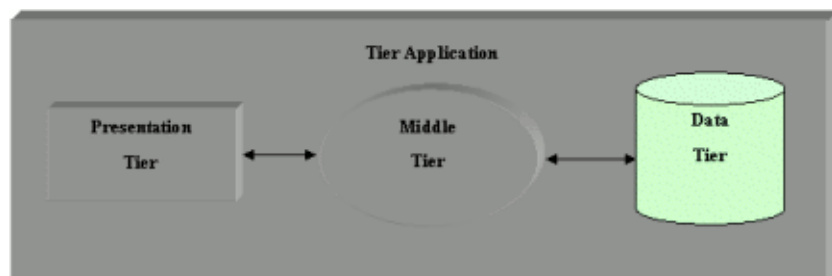 Tier Application
Presentation
Tier
Middle
Tier
Data
Tier